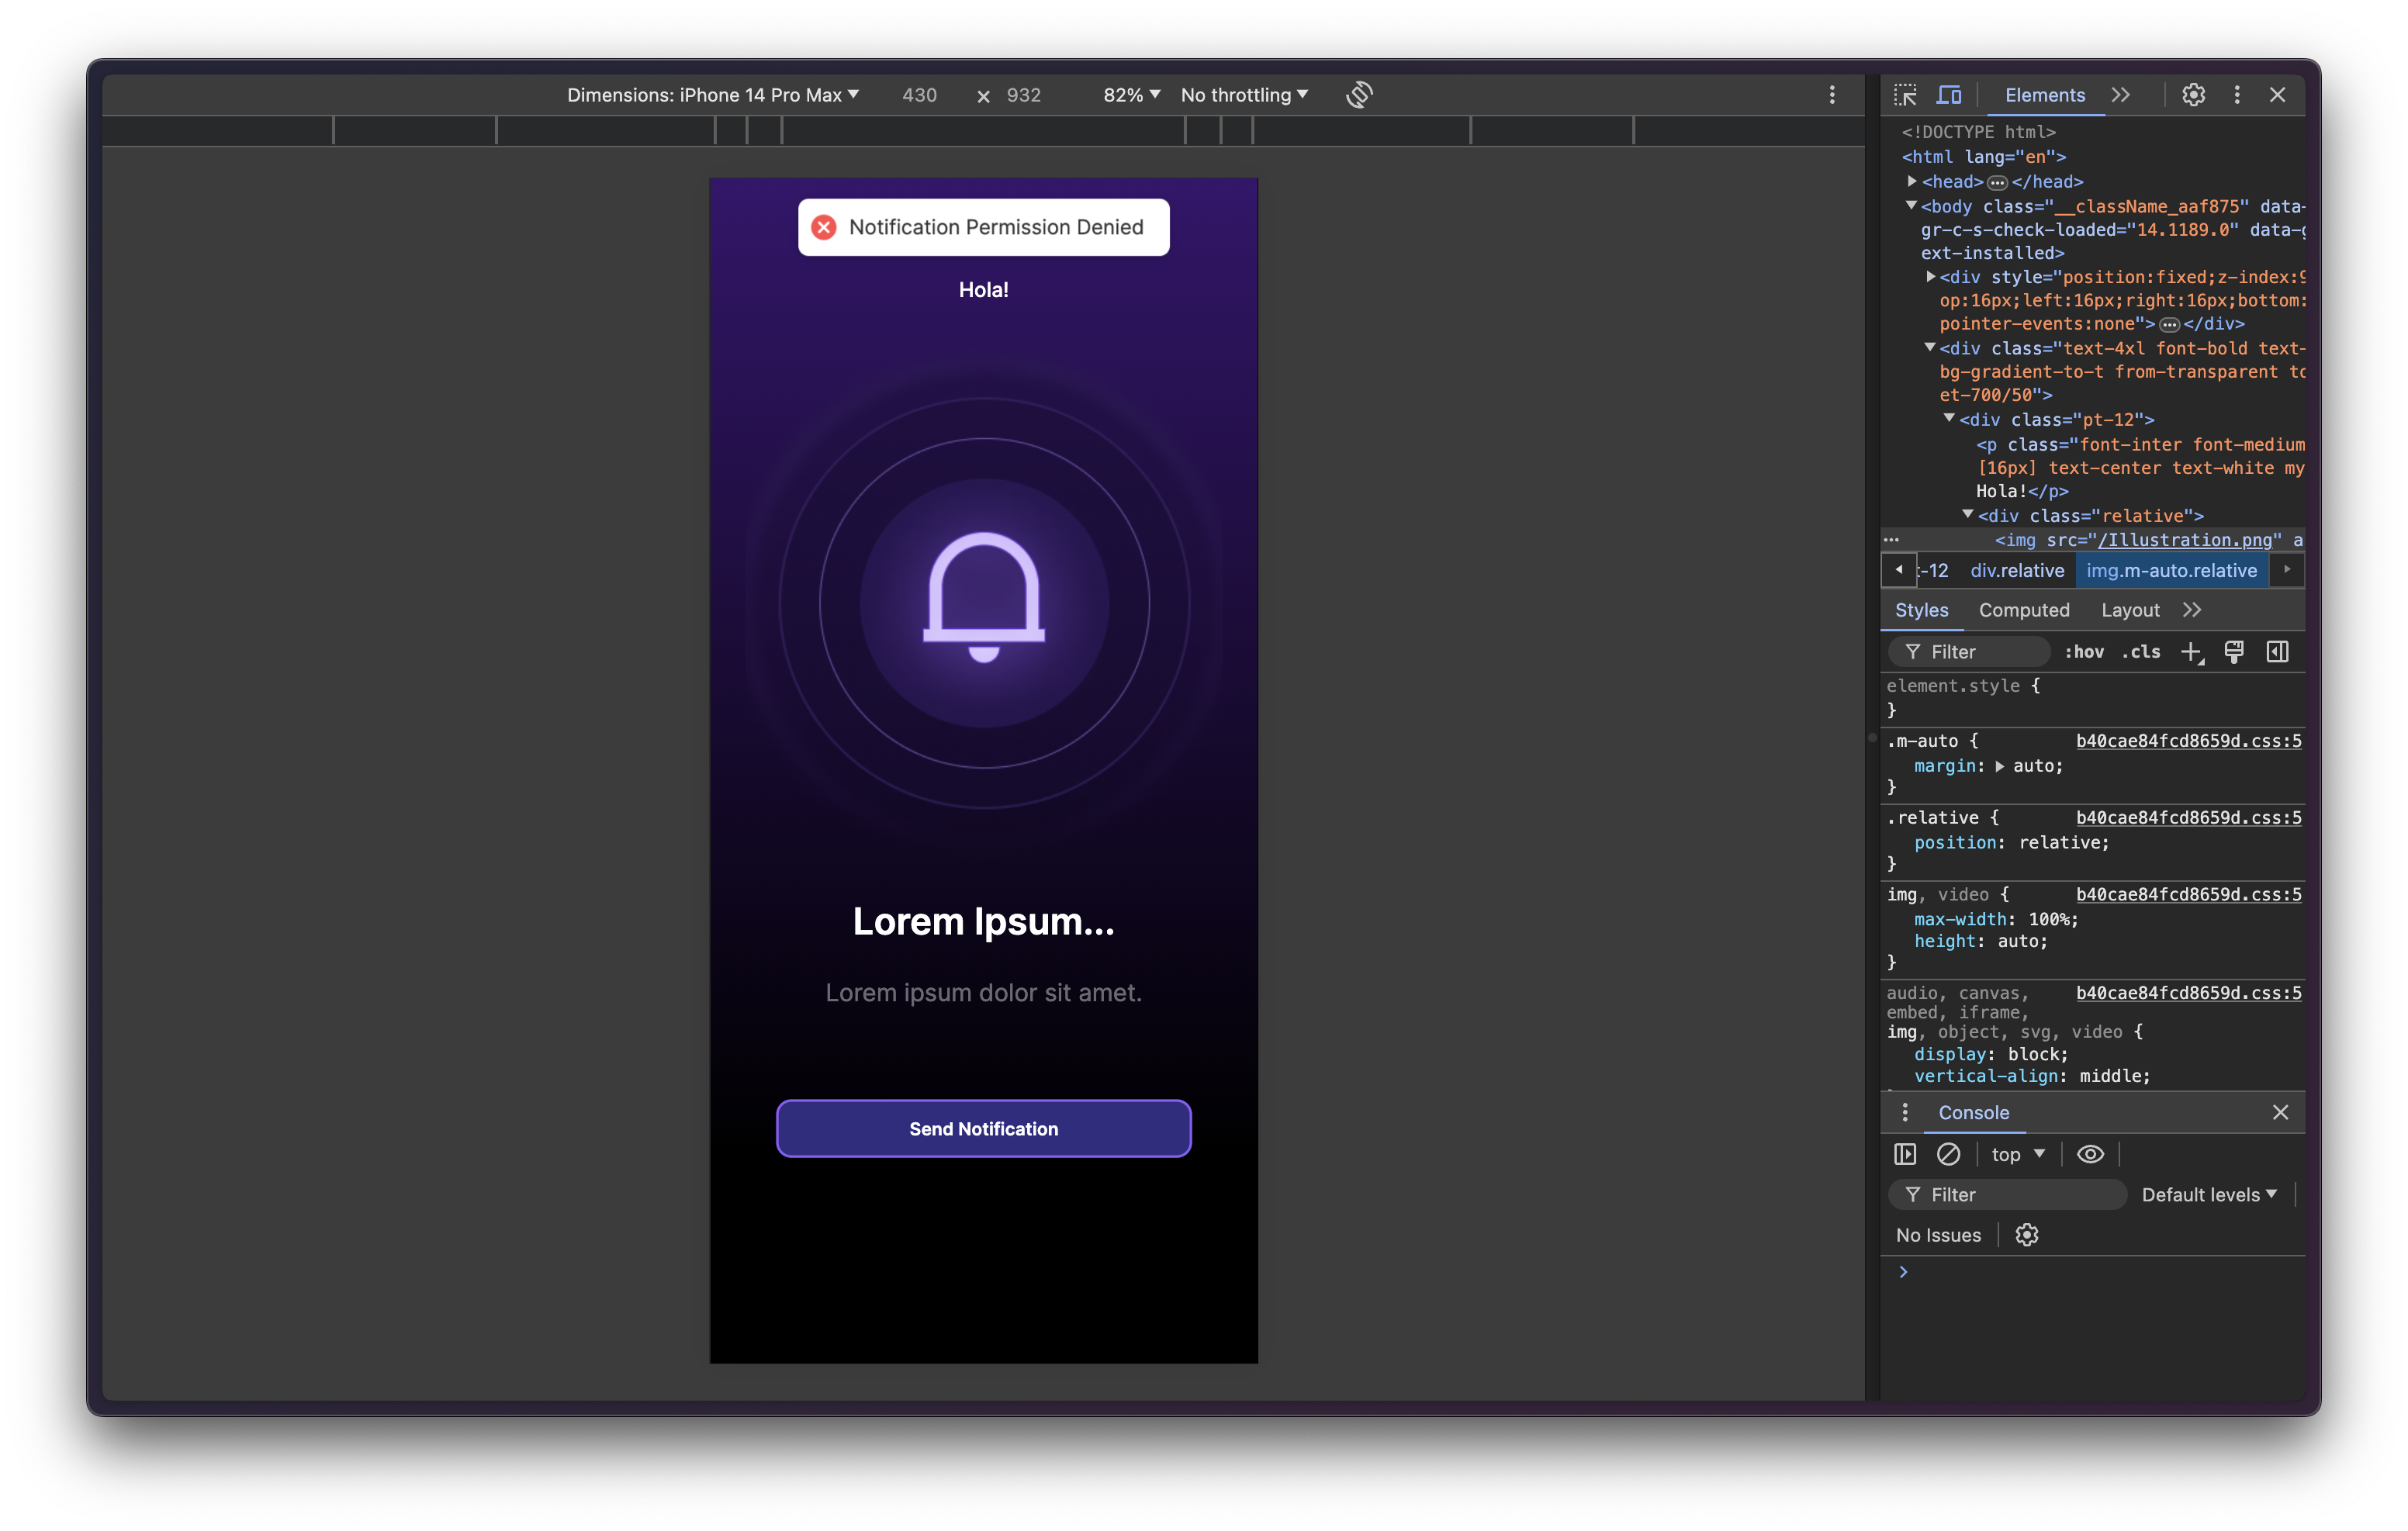 Dimensions: iPhone 14 Pro Max 430 × 932 82% No throttling
Notification Permission Denied
Hola!
Lorem Ipsum...
Lorem ipsum dolor sit amet.
Send Notification
Elements
<!DOCTYPE html>
<html lang="en">
<head></head>
<body class="__className_aaf875" data-
gr-c-s-check-loaded="14.1189.0" data-
ext-installed>
<div style="position:fixed;z-index:9
op:16px;left:16px;right:16px;bottom:
pointer-events:none"></div>
<div class="text-4xl font-bold text-
bg-gradient-to-t from-transparent to
et-700/50">
<div class="pt-12">
<p class="font-inter font-medium
[16px] text-center text-white my
Hola!</p>
<div class="relative">
<img src="/Illustration.png" a
-12 div.relative img.m-auto.relative
Styles Computed Layout
Filter :hov .cls
element.style {
}
.m-auto { b40cae84fcd8659d.css:5
margin: auto;
}
.relative { b40cae84fcd8659d.css:5
position: relative;
}
img, video { b40cae84fcd8659d.css:5
max-width: 100%;
height: auto;
}
audio, canvas, b40cae84fcd8659d.css:5
embed, iframe,
img, object, svg, video {
display: block;
vertical-align: middle;
Console
top
Filter Default levels
No Issues